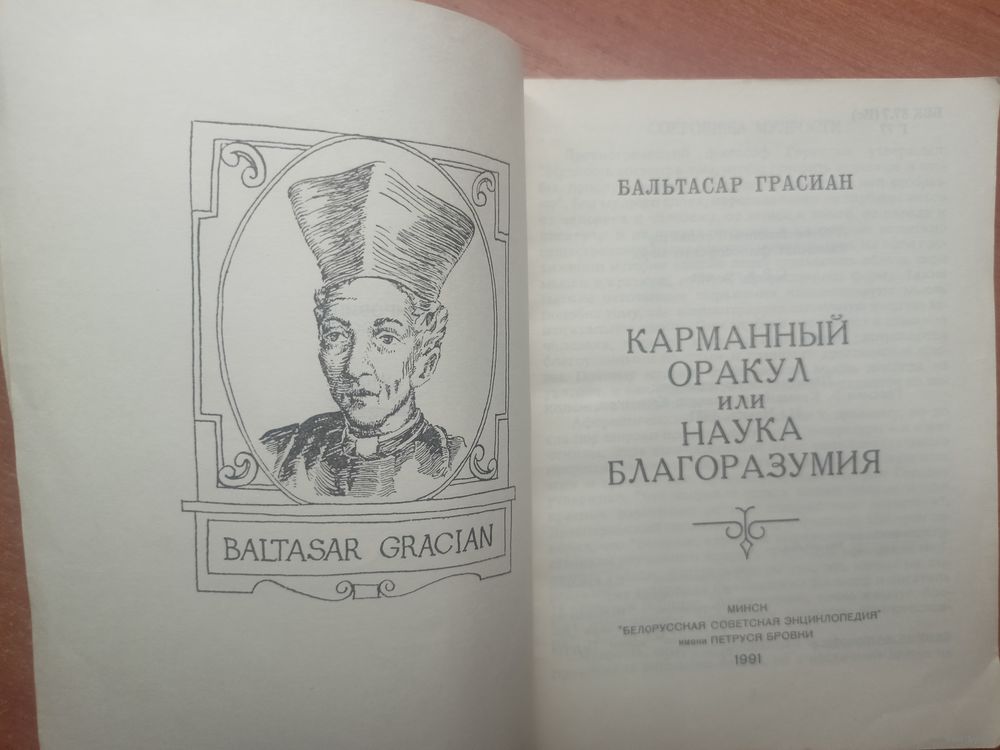 BALTASAR GRACIAN
БАЛЬТАСАР ГРАСИАН
КАРМАННЫЙ
ОРАКУЛ
ИЛИ
НАУКА
БЛАГОРАЗУМИЯ
МИНСК
"БЕЛОРУССКАЯ СОВЕТСКАЯ ЭНЦИКЛОПЕДИЯ"
имени ПЕТРУСЯ БРОВКИ
1991